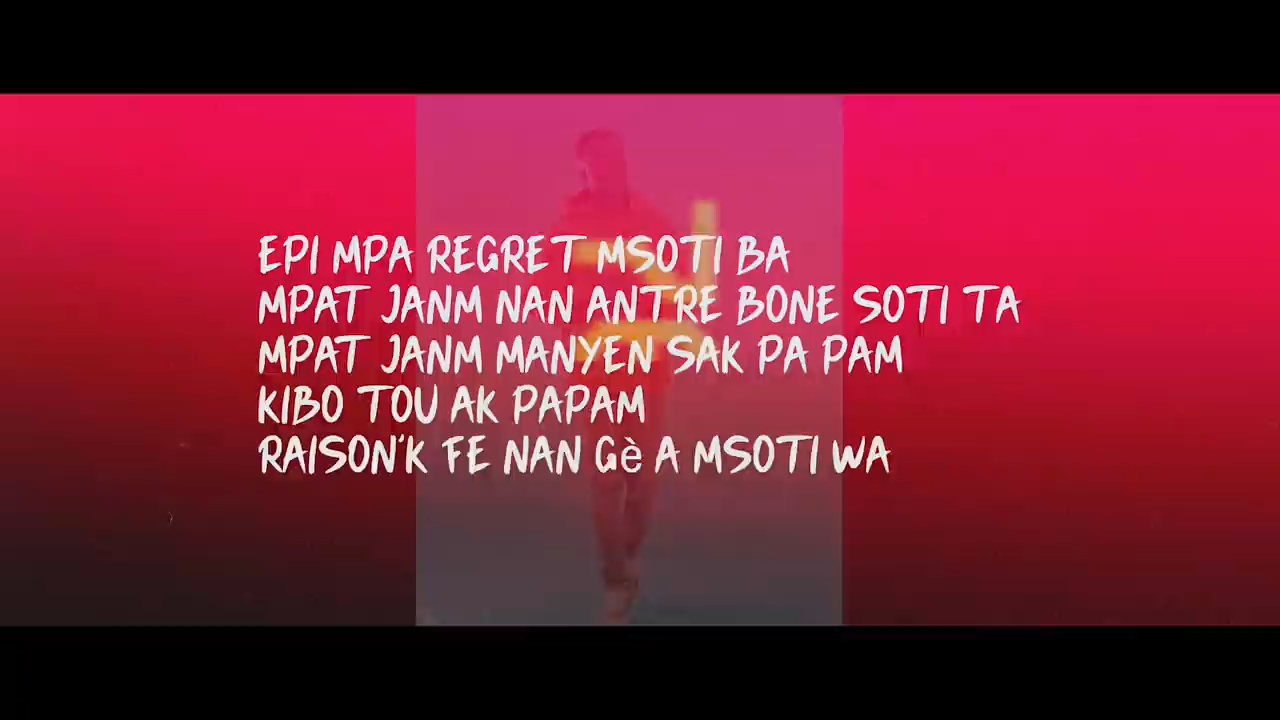 EPI MPA REGRET MSOTI BA
MPAT JANM NAN ANTRE BONE SOTI TA
MPAT JANM MANYEN SAK PA PAM
KIBO TOU AK PAPAM
RAISON'K FE NAN Gè A MSOTI WA